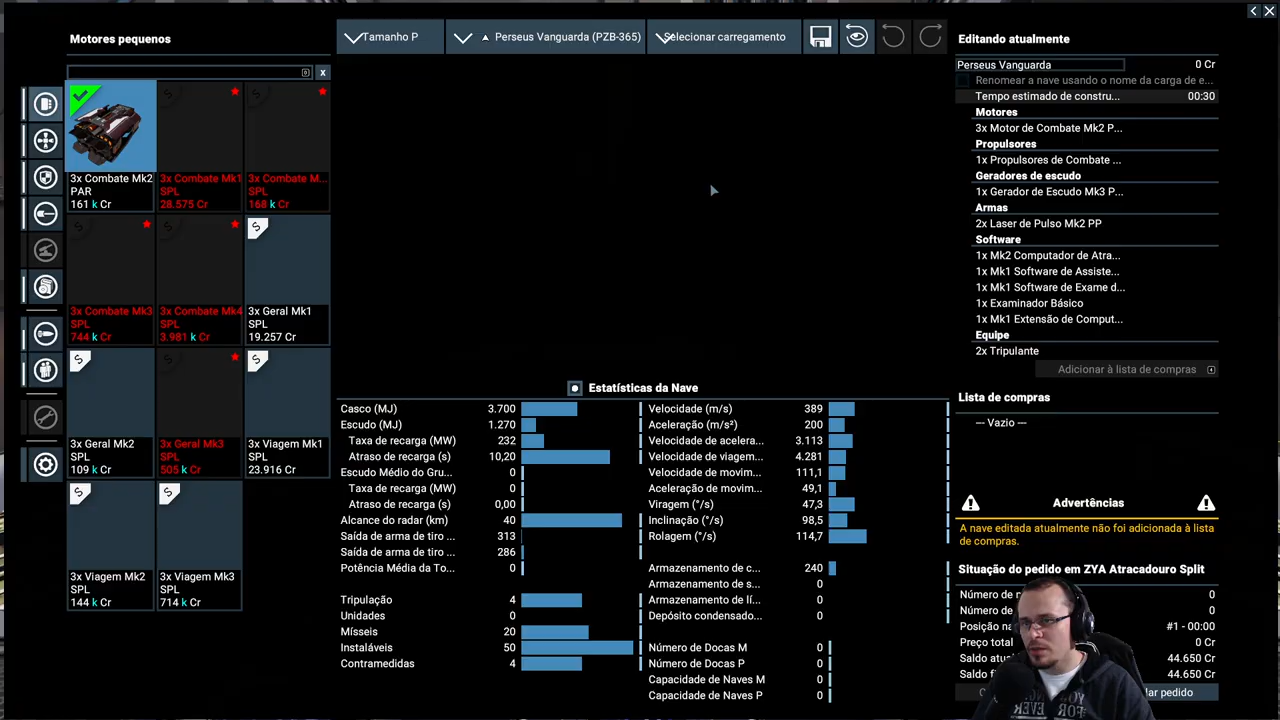 Motores pequenos
x
3x Combate Mk2
PAR
161 k Cr
3x Combate Mk1
SPL
28.575 Cr
3x Combate M...
SPL
168 k Cr
3x Combate Mk3
SPL
744 k Cr
3x Combate Mk4
SPL
3.981 k Cr
S
3x Geral Mk1
SPL
19.257 Cr
S
3x Geral Mk2
SPL
109 k Cr
3x Geral Mk3
SPL
505 k Cr
S
3x Viagem Mk1
SPL
23.916 Cr
S
3x Viagem Mk2
SPL
144 k Cr
S
3x Viagem Mk3
SPL
714 k Cr
Tamanho P
Perseus Vanguarda (PZB-365)
Selecionar carregamento
Estatísticas da Nave
Casco (MJ) 3.700
Escudo (MJ) 1.270
Taxa de recarga (MW) 232
Atraso de recarga (s) 10,20
Escudo Médio do Gru... 0
Taxa de recarga (MW) 0
Atraso de recarga (s) 0,00
Alcance do radar (km) 40
Saída de arma de tiro ... 313
Saída de arma de tiro ... 286
Potência Média da To... 0
Tripulação 4
Unidades 0
Mísseis 20
Instaláveis 50
Contramedidas 4
Velocidade (m/s) 389
Aceleração (m/s²) 200
Velocidade de acelera... 3.113
Velocidade de viagem... 4.281
Velocidade de movim... 111,1
Aceleração de movim... 49,1
Viragem (°/s) 47,3
Inclinação (°/s) 98,5
Rolagem (°/s) 114,7
Armazenamento de c... 240
Armazenamento de s... 0
Armazenamento de lí... 0
Depósito condensado... 0
Número de Docas M 0
Número de Docas P 0
Capacidade de Naves M 0
Capacidade de Naves P 0
Editando atualmente
Perseus Vanguarda 0 Cr
Renomear a nave usando o nome da carga de e...
Tempo estimado de constru... 00:30
Motores
3x Motor de Combate Mk2 P...
Propulsores
1x Propulsores de Combate ...
Geradores de escudo
1x Gerador de Escudo Mk3 P...
Armas
2x Laser de Pulso Mk2 PP
Software
1x Mk2 Computador de Atra...
1x Mk1 Software de Assiste...
1x Mk1 Software de Exame d...
1x Examinador Básico
1x Mk1 Extensão de Comput...
Equipe
2x Tripulante
Adicionar à lista de compras
Lista de compras
--- Vazio ---
Advertências
A nave editada atualmente não foi adicionada à lista
de compras.
Situação do pedido em ZYA Atracadouro Split
Número de 0
Número de 0
Posição na #1 - 00:00
Preço total 0 Cr
Saldo atu 44.650 Cr
Saldo f 44.650 Cr
lar pedido
FOR
EVER